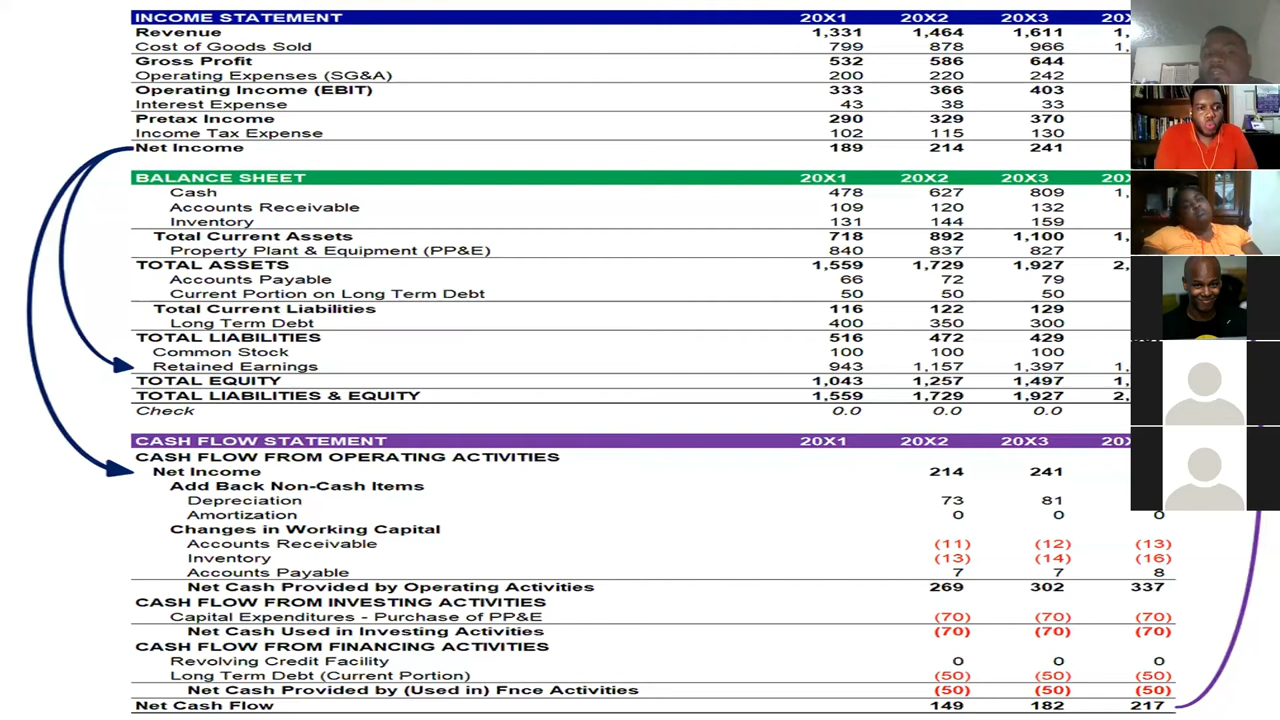 INCOME STATEMENT 20X1 20X2 20X3 20X
Revenue 1,331 1,464 1,611 1,
Cost of Goods Sold 799 878 966 1,
Gross Profit 532 586 644
Operating Expenses (SG&A) 200 220 242
Operating Income (EBIT) 333 366 403
Interest Expense 43 38 33
Pretax Income 290 329 370
Income Tax Expense 102 115 130
Net Income 189 214 241
BALANCE SHEET 20X1 20X2 20X3 20X
Cash 478 627 809 1,
Accounts Receivable 109 120 132
Inventory 131 144 159
Total Current Assets 718 892 1,100 1,
Property Plant & Equipment (PP&E) 840 837 827
TOTAL ASSETS 1,559 1,729 1,927 2,
Accounts Payable 66 72 79
Current Portion on Long Term Debt 50 50 50
Total Current Liabilities 116 122 129
Long Term Debt 400 350 300
TOTAL LIABILITIES 516 472 429
Common Stock 100 100 100
Retained Earnings 943 1,157 1,397 1,
TOTAL EQUITY 1,043 1,257 1,497 1,
TOTAL LIABILITIES & EQUITY 1,559 1,729 1,927 2,
Check 0.0 0.0 0.0
CASH FLOW STATEMENT 20X1 20X2 20X3 20X
CASH FLOW FROM OPERATING ACTIVITIES
Net Income 214 241
Add Back Non-Cash Items
Depreciation 73 81
Amortization 0 0 0
Changes in Working Capital
Accounts Receivable (11) (12) (13)
Inventory (13) (14) (16)
Accounts Payable 7 7 8
Net Cash Provided by Operating Activities 269 302 337
CASH FLOW FROM INVESTING ACTIVITIES
Capital Expenditures - Purchase of PP&E (70) (70) (70)
Net Cash Used in Investing Activities (70) (70) (70)
CASH FLOW FROM FINANCING ACTIVITIES
Revolving Credit Facility 0 0 0
Long Term Debt (Current Portion) (50) (50) (50)
Net Cash Provided by (Used in) Fnce Activities (50) (50) (50)
Net Cash Flow 149 182 217